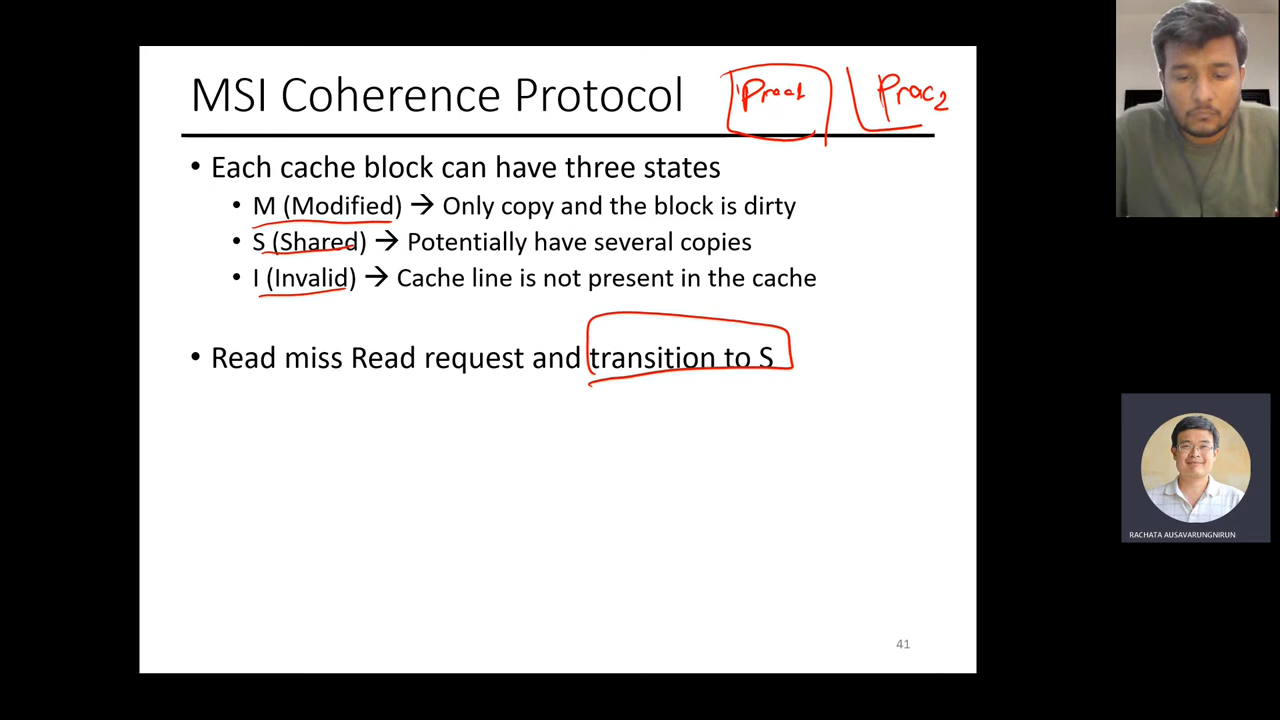 MSI Coherence Protocol
Proc1
Proc2
• Each cache block can have three states
• M (Modified) → Only copy and the block is dirty
• S (Shared) → Potentially have several copies
• I (Invalid) → Cache line is not present in the cache
• Read miss Read request and transition to S
41
RACHATA AUSAVARUNGNIRUN